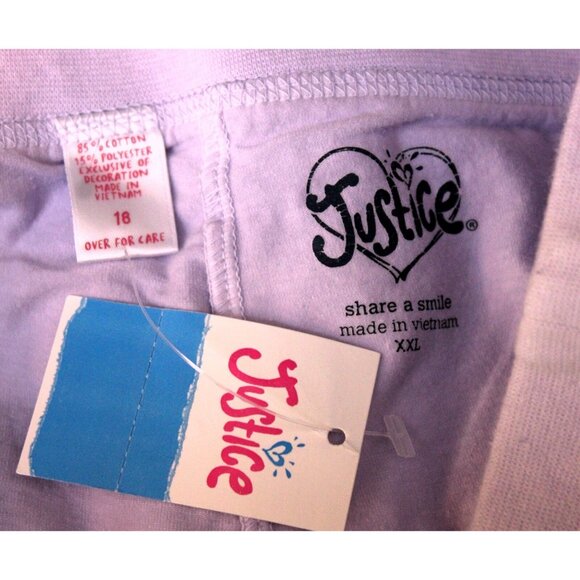 85% COTTON
15% POLYESTER
EXCLUSIVE OF
DECORATION
MADE IN
VIETNAM
18
OVER FOR CARE
Justice®
share a smile
made in vietnam
XXL
Justice